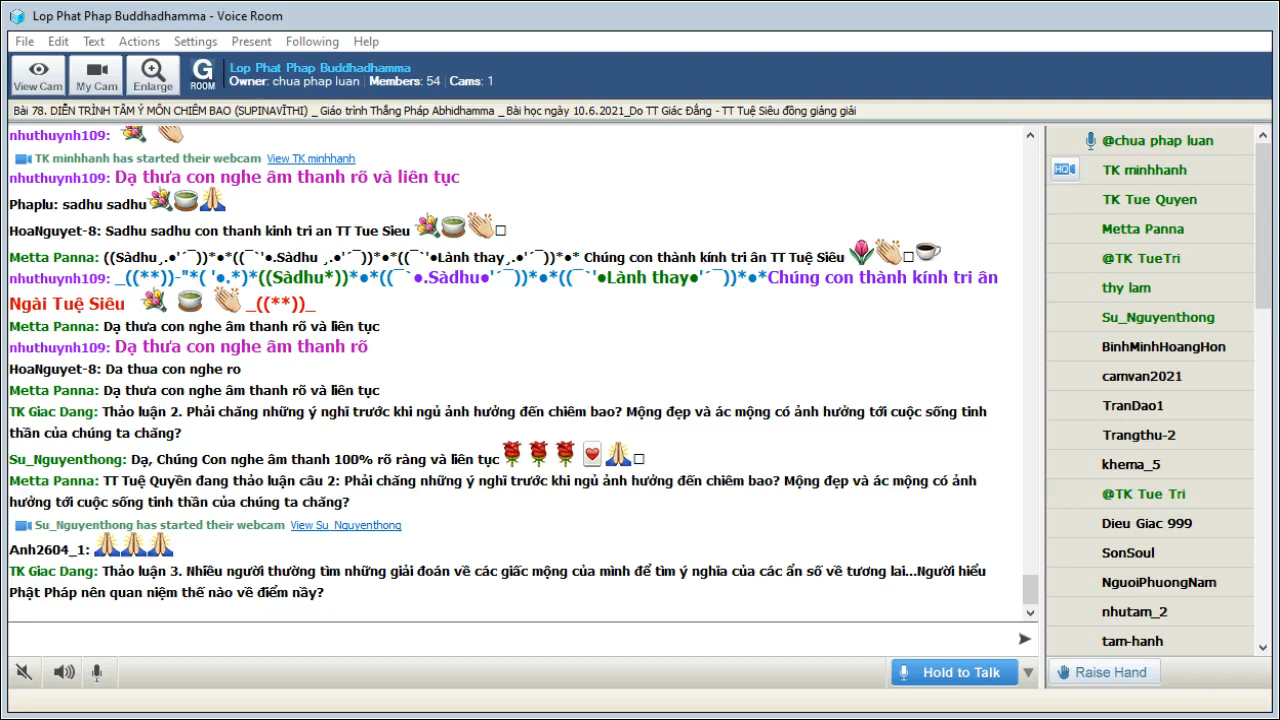 Lop Phat Phap Buddhadhamma - Voice Room
File Edit Text Actions Settings Present Following Help
View Cam My Cam Enlarge G ROOM
Lop Phat Phap Buddhadhamma
Owner: chua phap luan Members: 54 Cams: 1
Bài 78. DIỄN TRÌNH TÂM Ý MÔN CHIÊM BAO (SUPINAVĪTHI) _ Giáo trình Thắng Pháp Abhidhamma _ Bài học ngày 10.6.2021_Do TT Giác Đẳng - TT Tuệ Siêu đồng giảng giải
nhuthuynh109:
TK minhhanh has started their webcam View TK minhhanh
nhuthuynh109: Dạ thưa con nghe âm thanh rõ và liên tục
Phaplu: sadhu sadhu
HoaNguyet-8: Sadhu sadhu con thanh kinh tri an TT Tue Sieu
Metta Panna: ((Sàdhu¸.●'´¯))*●*((¯`'●.Sàdhu ¸.●'´¯))*●*((¯`'●Lành thay¸.●'´¯))*●* Chúng con thành kính tri ân TT Tuệ Siêu
nhuthuynh109: _((**))-"*( '●.*)*((Sàdhu*))*●*((¯`●.Sàdhu●'´¯))*●*((¯`'●Lành thay●'´¯))*●*Chúng con thành kính tri ân
Ngài Tuệ Siêu _((**))_
Metta Panna: Dạ thưa con nghe âm thanh rõ và liên tục
nhuthuynh109: Dạ thưa con nghe âm thanh rõ
HoaNguyet-8: Da thua con nghe ro
Metta Panna: Dạ thưa con nghe âm thanh rõ và liên tục
TK Giac Dang: Thảo luận 2. Phải chăng những ý nghĩ trước khi ngủ ảnh hưởng đến chiêm bao? Mộng đẹp và ác mộng có ảnh hưởng tới cuộc sống tinh
thần của chúng ta chăng?
Su_Nguyenthong: Dạ, Chúng Con nghe âm thanh 100% rõ ràng và liên tục
Metta Panna: TT Tuệ Quyền đang thảo luận câu 2: Phải chăng những ý nghĩ trước khi ngủ ảnh hưởng đến chiêm bao? Mộng đẹp và ác mộng có ảnh
hưởng tới cuộc sống tinh thần của chúng ta chăng?
Su_Nguyenthong has started their webcam View Su_Nguyenthong
Anh2604_1:
TK Giac Dang: Thảo luận 3. Nhiều người thường tìm những giải đoán về các giấc mộng của mình để tìm ý nghĩa của các ẩn số về tương lai...Người hiểu
Phật Pháp nên quan niệm thế nào về điểm nầy?
Hold to Talk
@chua phap luan
HQ TK minhhanh
TK Tue Quyen
Metta Panna
@TK TueTri
thy lam
Su_Nguyenthong
BinhMinhHoangHon
camvan2021
TranDao1
Trangthu-2
khema_5
@TK Tue Tri
Dieu Giac 999
SonSoul
NguoiPhuongNam
nhutam_2
tam-hanh
Raise Hand